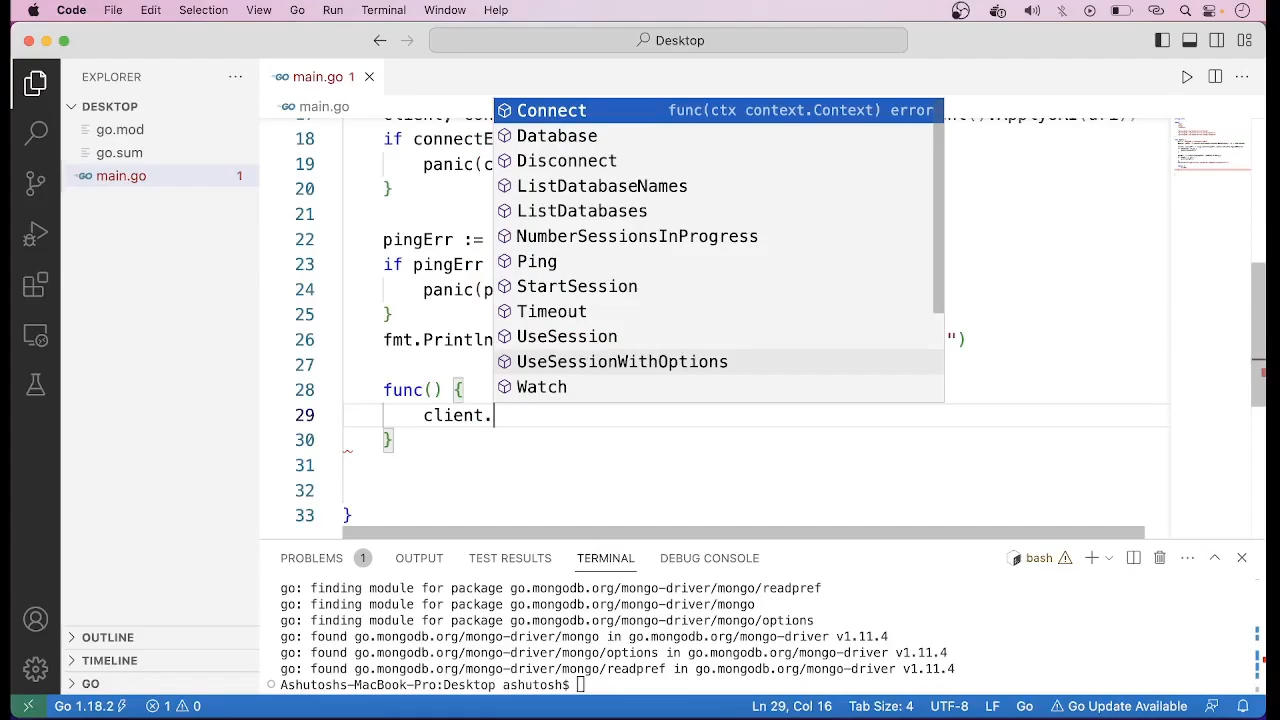 Code File Edit Selection View Go Run Terminal Window Help
Desktop
EXPLORER
main.go 1
DESKTOP
main.go
go.mod
go.sum
main.go 1
Connect func(ctx context.Context) error
Database
Disconnect
ListDatabaseNames
ListDatabases
NumberSessionsInProgress
Ping
StartSession
Timeout
UseSession
UseSessionWithOptions
Watch
18 if connectE
19 panic(c
20 }
21
22 pingErr :=
23 if pingErr
24 panic(p
25 }
26 fmt.Println ")
27
28 func() {
29 client.
30 }
31
32
33 }
PROBLEMS 1 OUTPUT TEST RESULTS TERMINAL DEBUG CONSOLE bash
go: finding module for package go.mongodb.org/mongo-driver/mongo/readpref
go: finding module for package go.mongodb.org/mongo-driver/mongo
go: finding module for package go.mongodb.org/mongo-driver/mongo/options
go: found go.mongodb.org/mongo-driver/mongo in go.mongodb.org/mongo-driver v1.11.4
go: found go.mongodb.org/mongo-driver/mongo/options in go.mongodb.org/mongo-driver v1.11.4
go: found go.mongodb.org/mongo-driver/mongo/readpref in go.mongodb.org/mongo-driver v1.11.4
Ashutoshs-MacBook-Pro:Desktop ashutosh$
OUTLINE
TIMELINE
GO
Go 1.18.2 1 0 Ln 29, Col 16 Tab Size: 4 UTF-8 LF Go Go Update Available